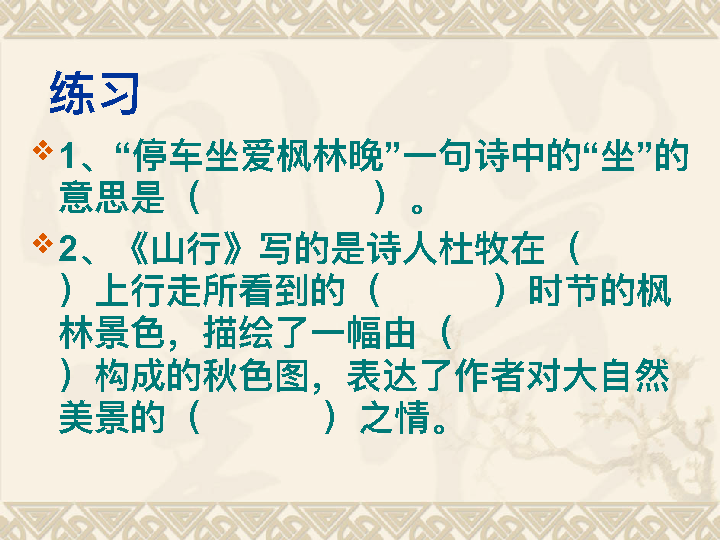 练习
1、“停车坐爱枫林晚”一句诗中的“坐”的
意思是（　　　　　）。
2、《山行》写的是诗人杜牧在（
）上行走所看到的（　　　）时节的枫
林景色，描绘了一幅由（
）构成的秋色图，表达了作者对大自然
美景的（　　　）之情。